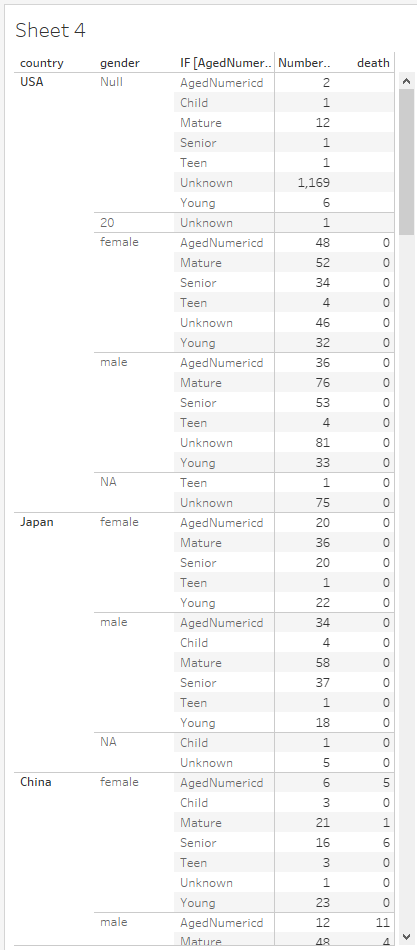 Sheet 4
country gender IF [AgedNumer.. Number.. death
USA Null AgedNumericd 2
Child 1
Mature 12
Senior 1
Teen 1
Unknown 1,169
Young 6
20 Unknown 1
female AgedNumericd 48 0
Mature 52 0
Senior 34 0
Teen 4 0
Unknown 46 0
Young 32 0
male AgedNumericd 36 0
Mature 76 0
Senior 53 0
Teen 4 0
Unknown 81 0
Young 33 0
NA Teen 1 0
Unknown 75 0
Japan female AgedNumericd 20 0
Mature 36 0
Senior 20 0
Teen 1 0
Young 22 0
male AgedNumericd 34 0
Child 4 0
Mature 58 0
Senior 37 0
Teen 1 0
Young 18 0
NA Child 1 0
Unknown 5 0
China female AgedNumericd 6 5
Child 3 0
Mature 21 1
Senior 16 6
Teen 3 0
Unknown 1 0
Young 23 0
male AgedNumericd 12 11
Mature 48 4